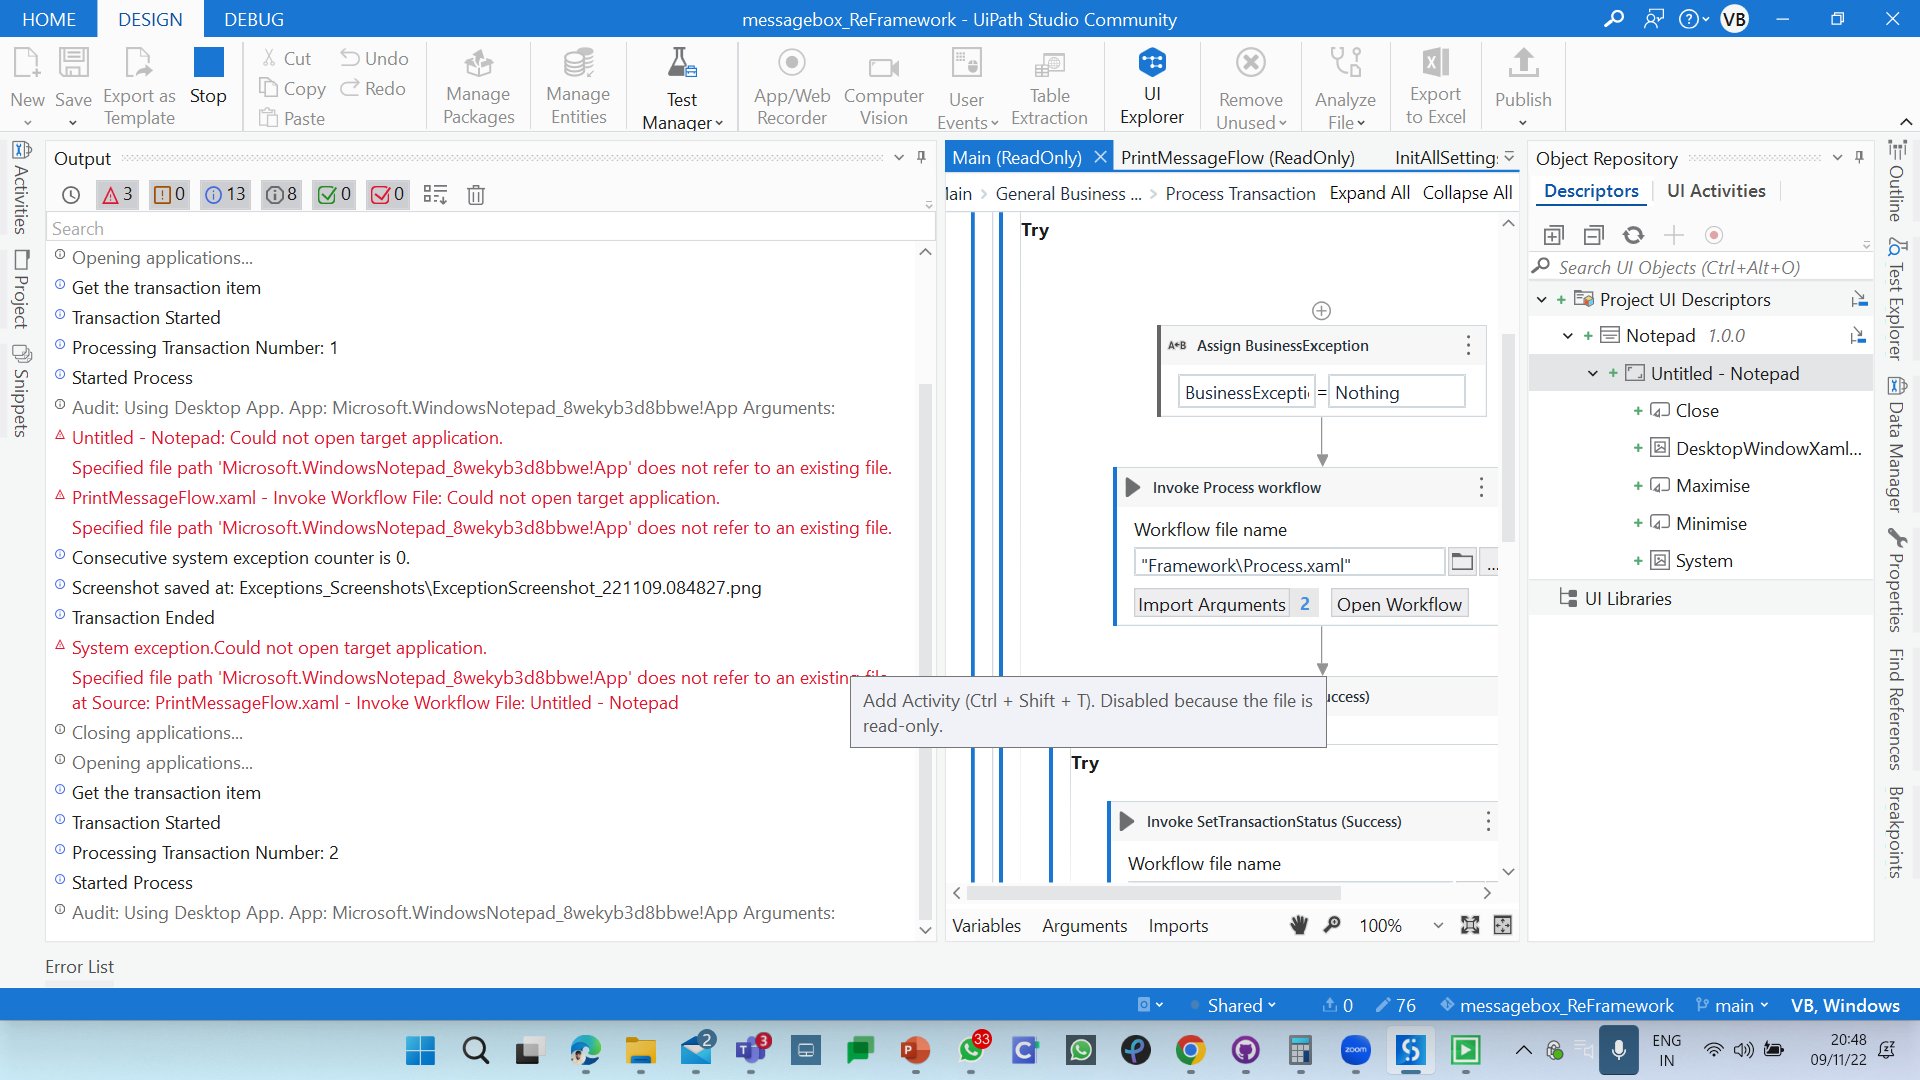 HOME
DESIGN
DEBUG
messagebox_ReFramework - UiPath Studio Community
VB
New
Save
Export as Template
Stop
Cut
Copy
Paste
Undo
Redo
Manage Packages
Manage Entities
Test Manager
App/Web Recorder
Computer Vision
User Events
Table Extraction
UI Explorer
Remove Unused
Analyze File
Export to Excel
Publish
Activities
Project
Snippets
Output
3
0
13
8
0
0
Search
Opening applications...
Get the transaction item
Transaction Started
Processing Transaction Number: 1
Started Process
Audit: Using Desktop App. App: Microsoft.WindowsNotepad_8wekyb3d8bbwe!App Arguments:
Untitled - Notepad: Could not open target application.
Specified file path 'Microsoft.WindowsNotepad_8wekyb3d8bbwe!App' does not refer to an existing file.
PrintMessageFlow.xaml - Invoke Workflow File: Could not open target application.
Specified file path 'Microsoft.WindowsNotepad_8wekyb3d8bbwe!App' does not refer to an existing file.
Consecutive system exception counter is 0.
Screenshot saved at: Exceptions_Screenshots\ExceptionScreenshot_221109.084827.png
Transaction Ended
System exception.Could not open target application.
Specified file path 'Microsoft.WindowsNotepad_8wekyb3d8bbwe!App' does not refer to an existing file.
at Source: PrintMessageFlow.xaml - Invoke Workflow File: Untitled - Notepad
Closing applications...
Opening applications...
Get the transaction item
Transaction Started
Processing Transaction Number: 2
Started Process
Audit: Using Desktop App. App: Microsoft.WindowsNotepad_8wekyb3d8bbwe!App Arguments:
Error List
Main (ReadOnly)
PrintMessageFlow (ReadOnly)
InitAllSettings
lain > General Business ... > Process Transaction
Expand All
Collapse All
Try
A+B Assign BusinessException
BusinessExcepti = Nothing
Invoke Process workflow
Workflow file name
"Framework\Process.xaml"
...
Import Arguments 2
Open Workflow
uccess)
Add Activity (Ctrl + Shift + T). Disabled because the file is
read-only.
Try
Invoke SetTransactionStatus (Success)
Workflow file name
Variables
Arguments
Imports
100%
Object Repository
Descriptors
UI Activities
Search UI Objects (Ctrl+Alt+O)
Project UI Descriptors
Notepad 1.0.0
Untitled - Notepad
Close
DesktopWindowXaml...
Maximise
Minimise
System
UI Libraries
Outline
Test Explorer
Data Manager
Properties
Find References
Breakpoints
Shared
0
76
messagebox_ReFramework
main
VB, Windows
2
3
33
zoom
ENG
IN
20:48
09/11/22